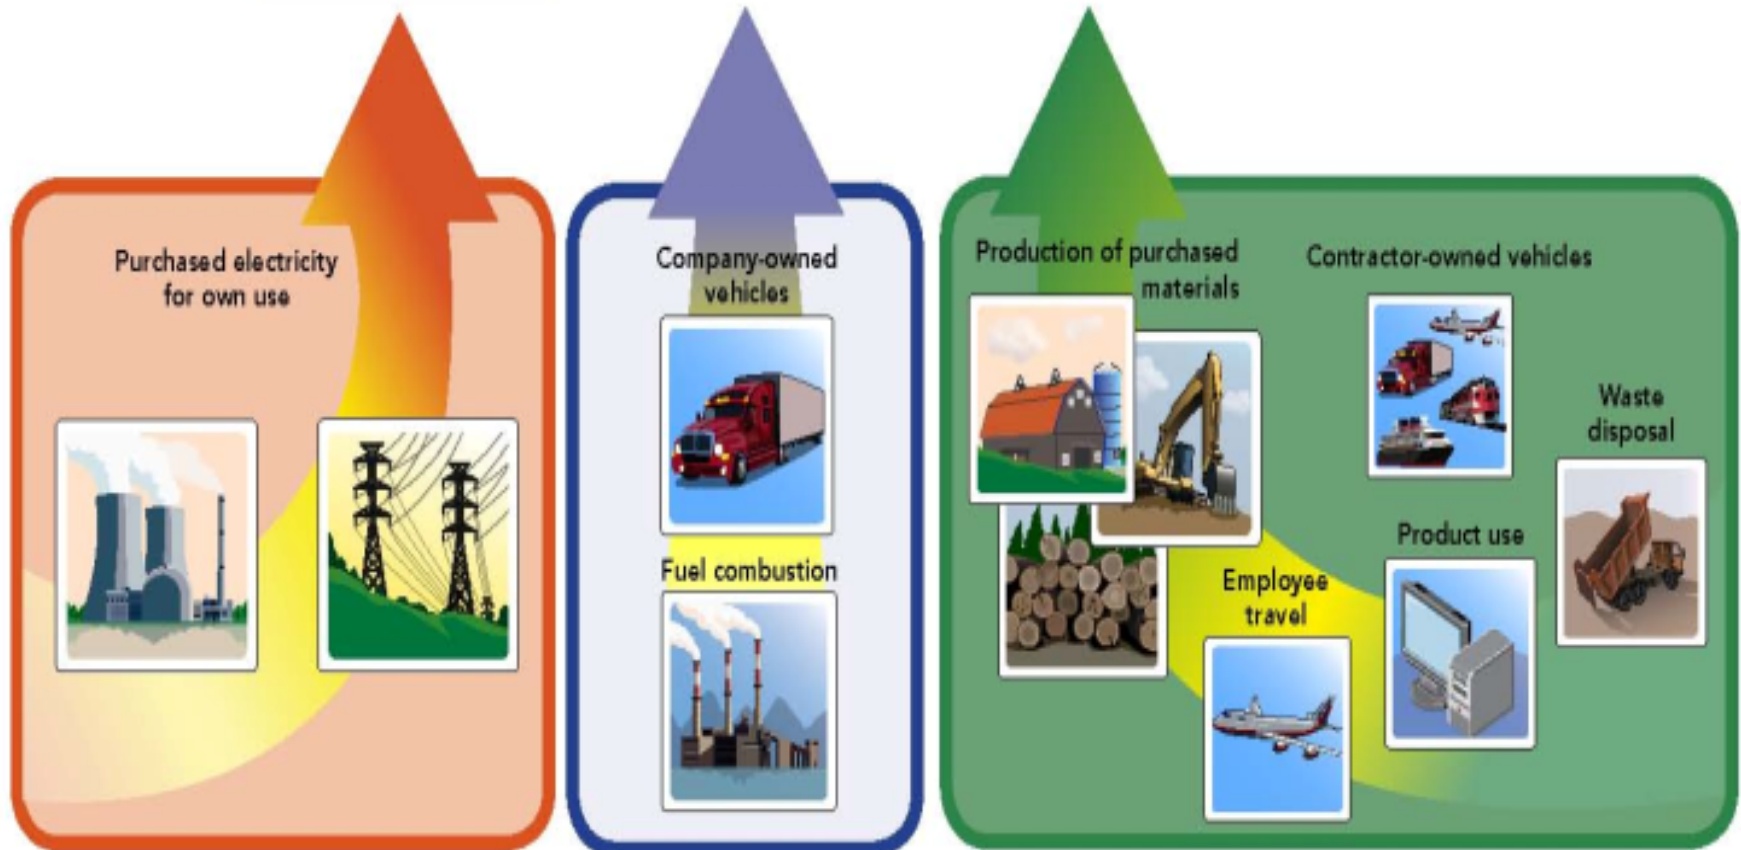 Purchased electricity
for own use
Company-owned
vehicles
Fuel combustion
Production of purchased
materials
Contractor-owned vehicles
Waste
disposal
Product use
Employee
travel